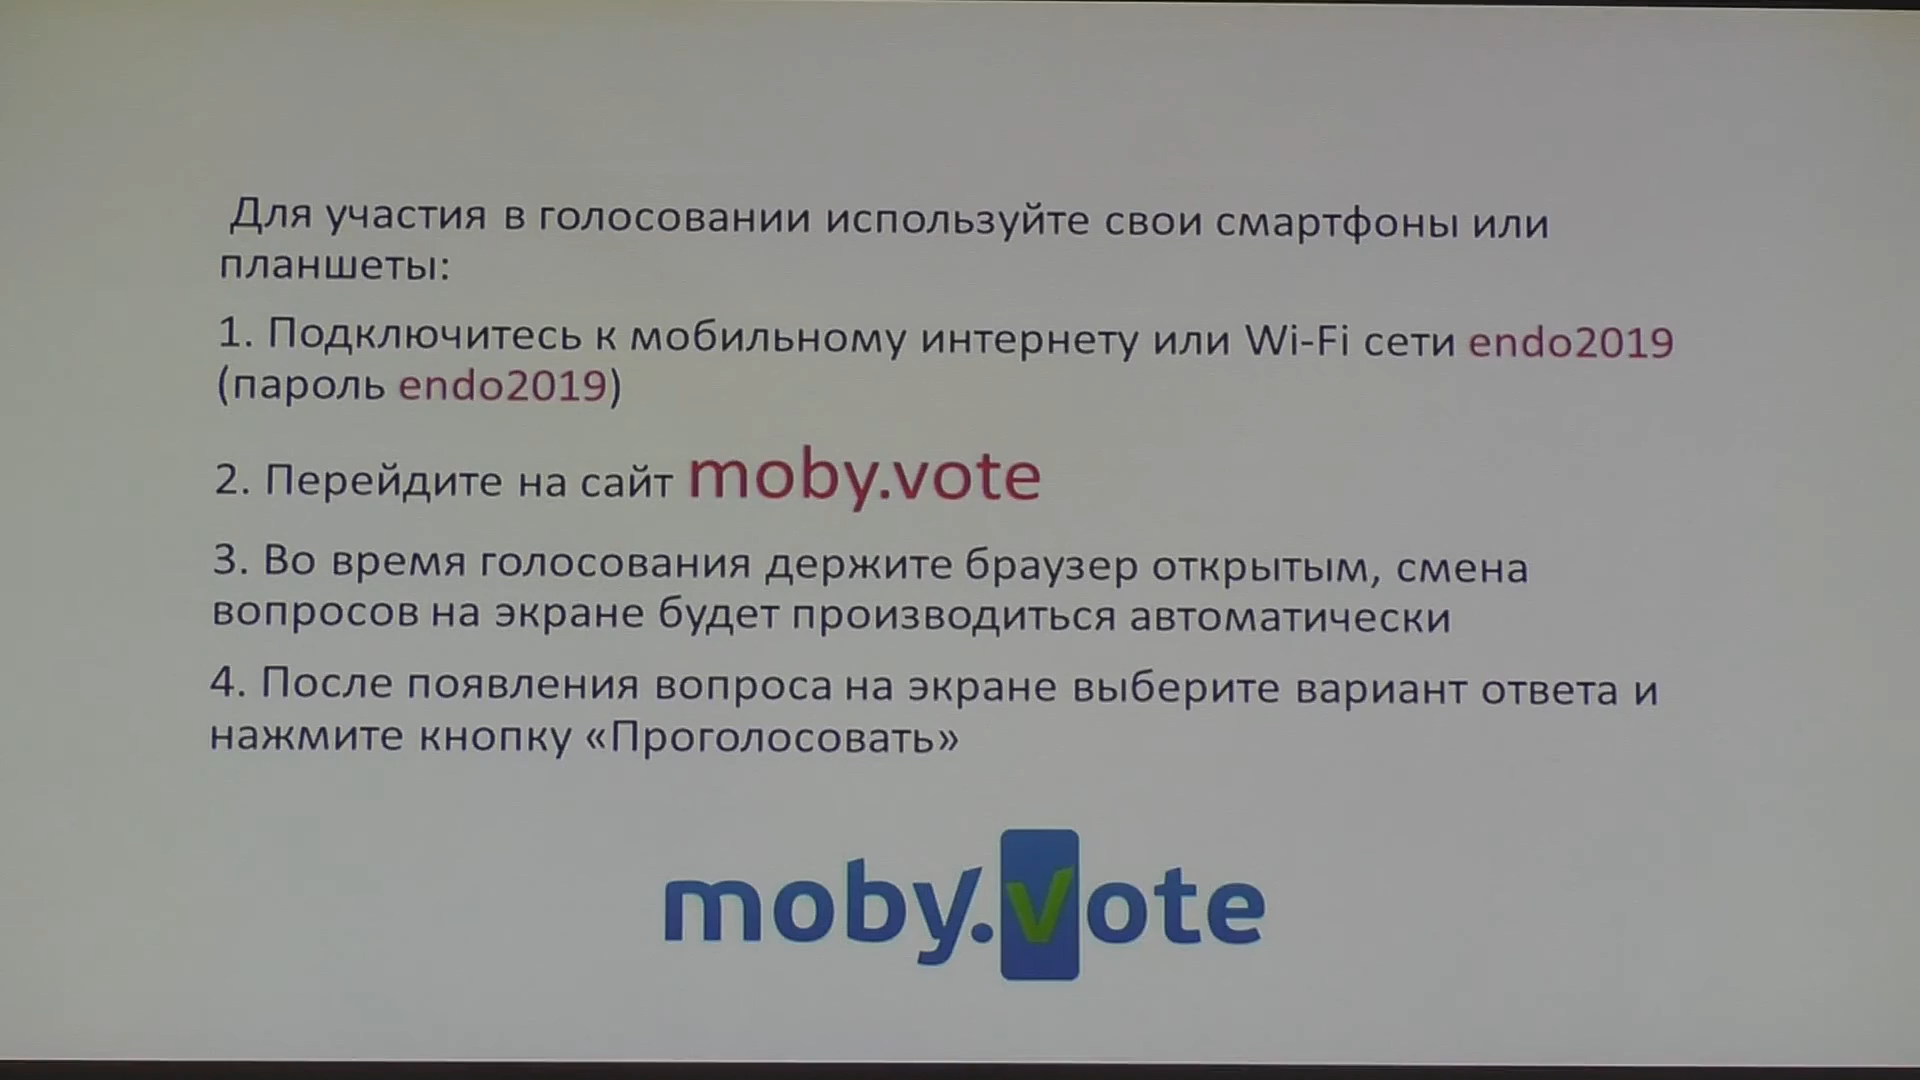 Для участия в голосовании используйте свои смартфоны или
планшеты:
1. Подключитесь к мобильному интернету или Wi-Fi сети endo2019
(пароль endo2019)
2. Перейдите на сайт moby.vote
3. Во время голосования держите браузер открытым, смена
вопросов на экране будет производиться автоматически
4. После появления вопроса на экране выберите вариант ответа и
нажмите кнопку «Проголосовать»
moby.vote